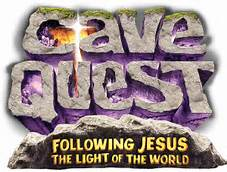 Cave
QUEST
FOLLOWING JESUS
THE LIGHT OF THE WORLD